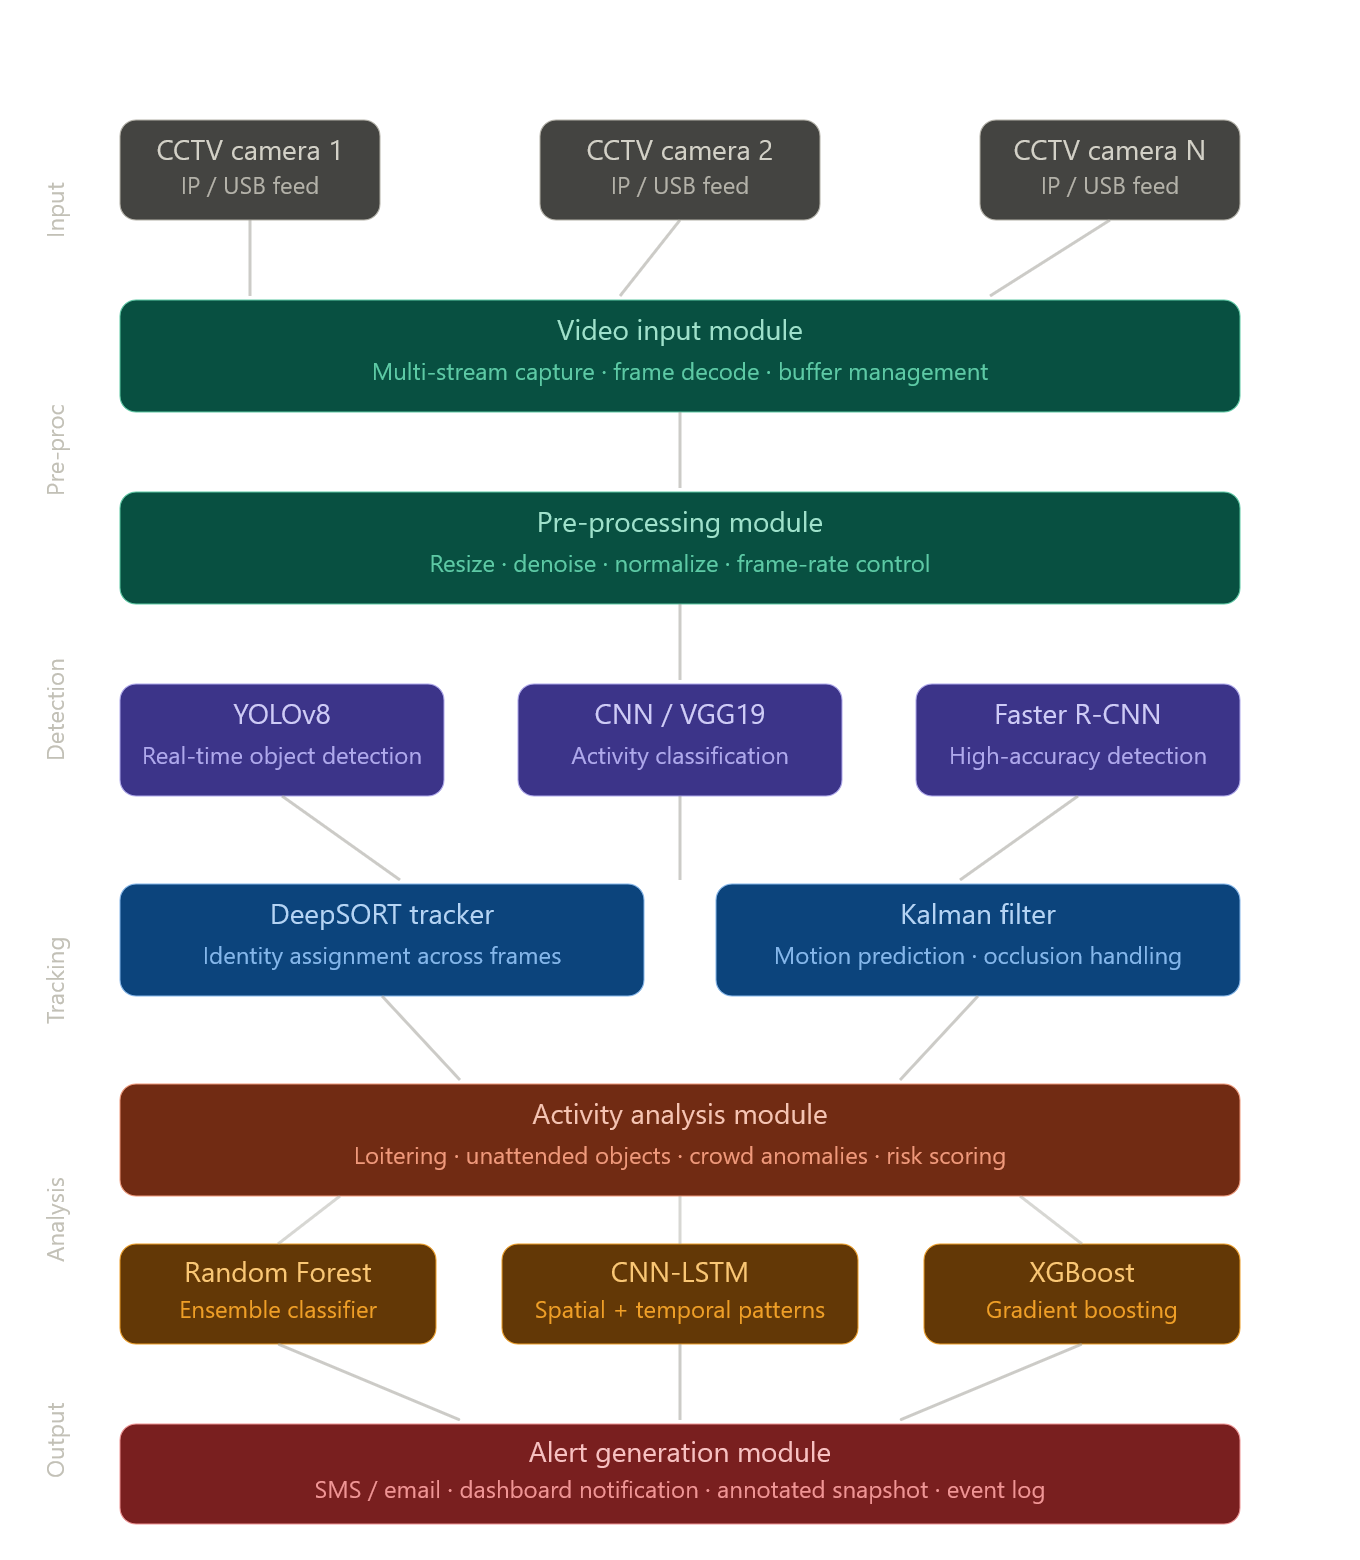 CCTV camera 1
IP / USB feed
CCTV camera 2
IP / USB feed
CCTV camera N
IP / USB feed
Input
Video input module
Multi-stream capture · frame decode · buffer management
Pre-proc
Pre-processing module
Resize · denoise · normalize · frame-rate control
Detection
YOLOv8
Real-time object detection
CNN / VGG19
Activity classification
Faster R-CNN
High-accuracy detection
Tracking
DeepSORT tracker
Identity assignment across frames
Kalman filter
Motion prediction · occlusion handling
Activity analysis module
Loitering · unattended objects · crowd anomalies · risk scoring
Analysis
Random Forest
Ensemble classifier
CNN-LSTM
Spatial + temporal patterns
XGBoost
Gradient boosting
Output
Alert generation module
SMS / email · dashboard notification · annotated snapshot · event log